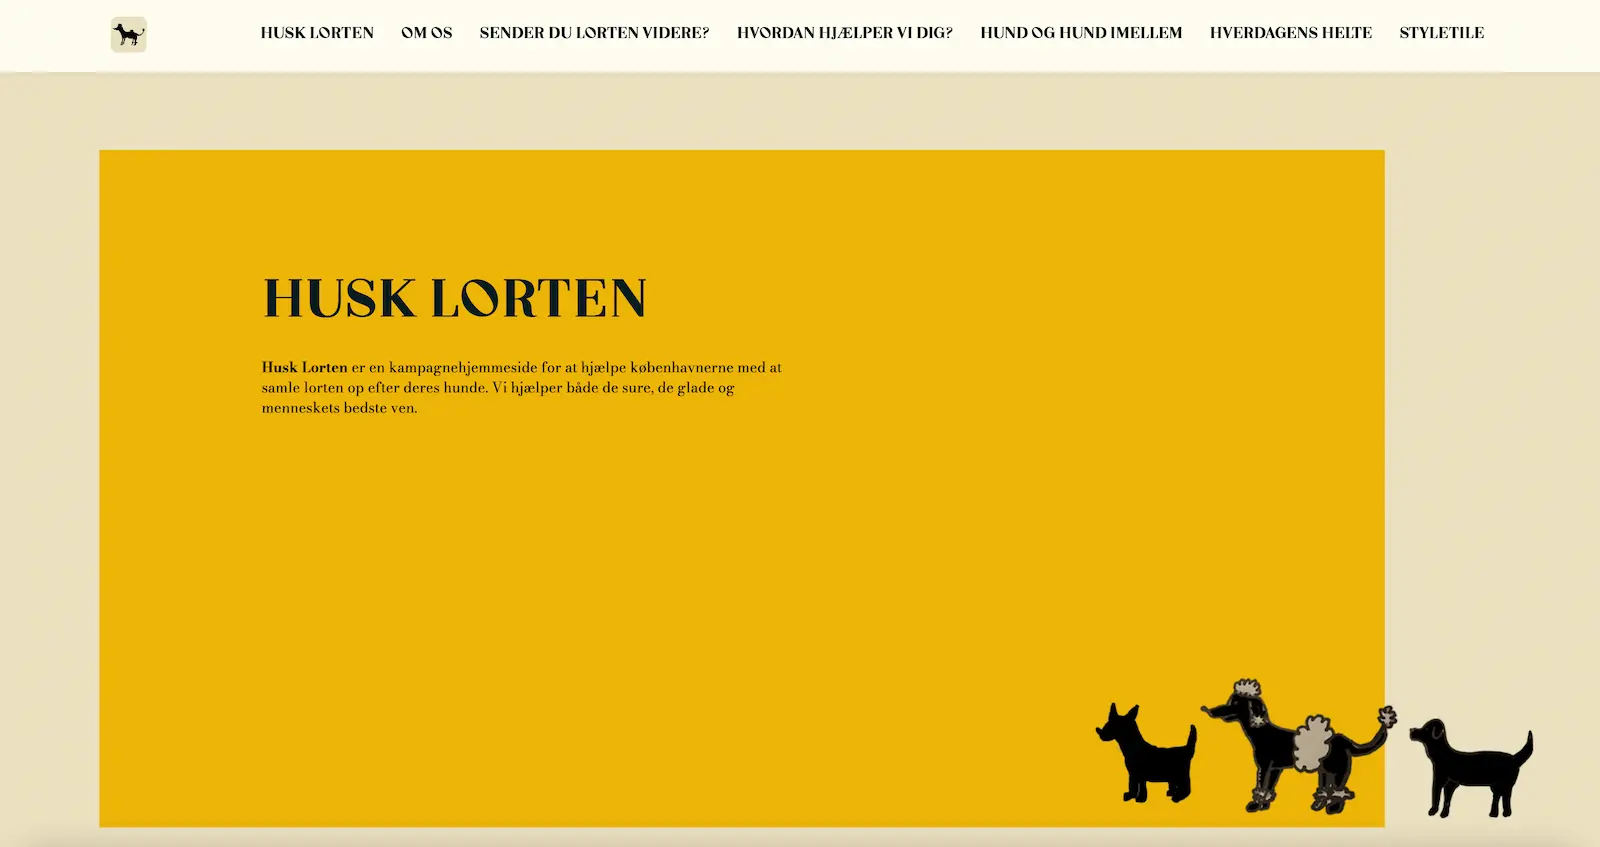 HUSK LORTEN OM OS SENDER DU LORTEN VIDERE? HVORDAN HJÆLPER VI DIG? HUND OG HUND IMELLEM HVERDAGENS HELTE STYLETILE
HUSK LORTEN
Husk Lorten er en kampagnehjemmeside for at hjælpe københavnerne med at
samle lorten op efter deres hunde. Vi hjælper både de sure, de glade og
menneskets bedste ven.